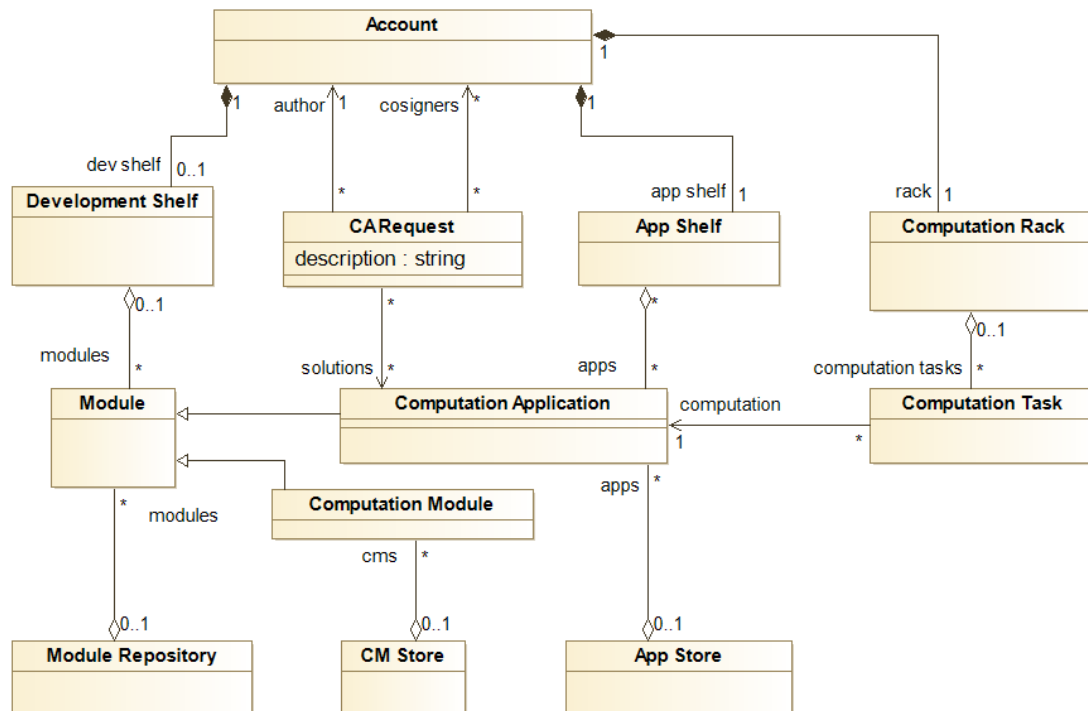 Account
1
1
author
1
cosigners
*
1
dev shelf
0..1
*
*
app shelf
1
rack
1
Development Shelf
CARequest
description : string
App Shelf
Computation Rack
0..1
*
*
0..1
modules
*
solutions
*
apps
*
computation tasks
*
Module
Computation Application
computation
1
*
Computation Task
*
modules
Computation Module
apps
*
cms
*
0..1
0..1
0..1
Module Repository
CM Store
App Store